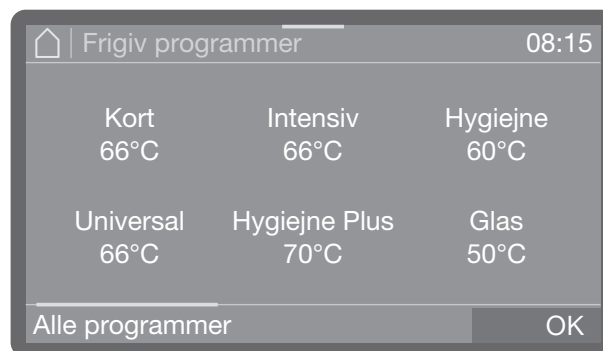 Frigiv programmer 08:15
Kort Intensiv Hygiejne
66°C 66°C 60°C
Universal Hygiejne Plus Glas
66°C 70°C 50°C
Alle programmer OK